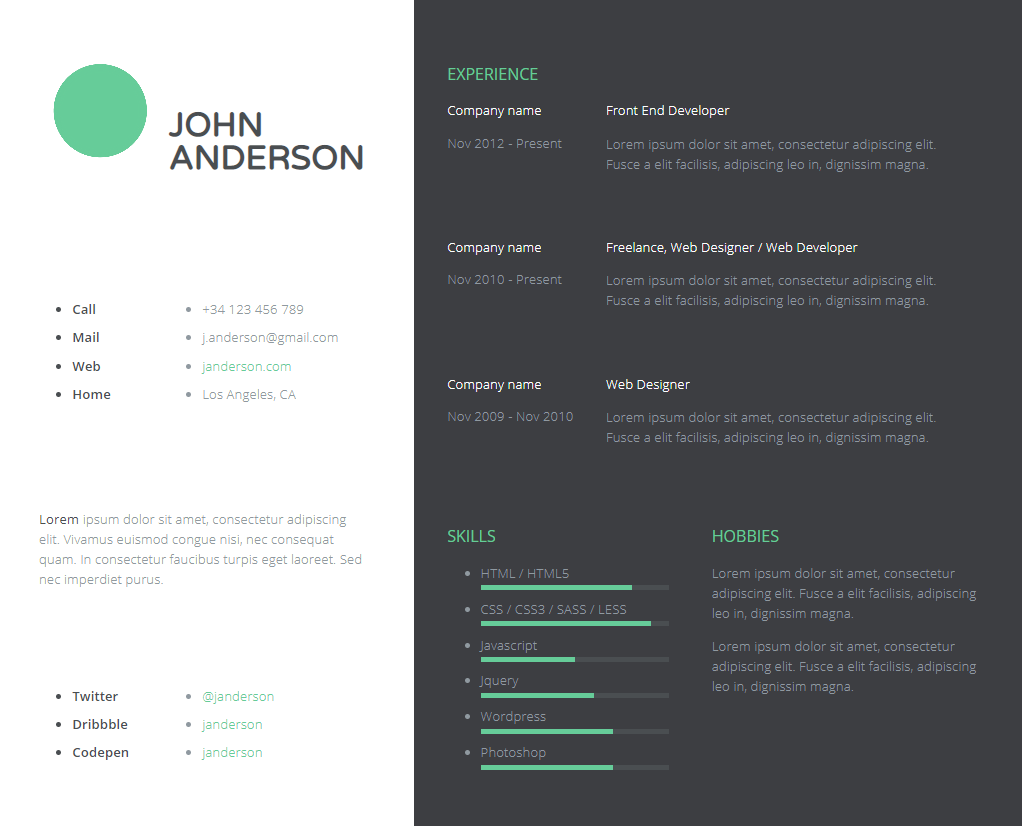 JOHN
ANDERSON
Call
+34 123 456 789
Mail
j.anderson@gmail.com
Web
janderson.com
Home
Los Angeles, CA
Lorem ipsum dolor sit amet, consectetur adipiscing
elit. Vivamus euismod congue nisi, nec consequat
quam. In consectetur faucibus turpis eget laoreet. Sed
nec imperdiet purus.
Twitter
@janderson
Dribbble
janderson
Codepen
janderson
EXPERIENCE
Company name
Nov 2012 - Present
Front End Developer
Lorem ipsum dolor sit amet, consectetur adipiscing elit.
Fusce a elit facilisis, adipiscing leo in, dignissim magna.
Company name
Nov 2010 - Present
Freelance, Web Designer / Web Developer
Lorem ipsum dolor sit amet, consectetur adipiscing elit.
Fusce a elit facilisis, adipiscing leo in, dignissim magna.
Company name
Nov 2009 - Nov 2010
Web Designer
Lorem ipsum dolor sit amet, consectetur adipiscing elit.
Fusce a elit facilisis, adipiscing leo in, dignissim magna.
SKILLS
HTML / HTML5
CSS / CSS3 / SASS / LESS
Javascript
Jquery
Wordpress
Photoshop
HOBBIES
Lorem ipsum dolor sit amet, consectetur
adipiscing elit. Fusce a elit facilisis, adipiscing
leo in, dignissim magna.
Lorem ipsum dolor sit amet, consectetur
adipiscing elit. Fusce a elit facilisis, adipiscing
leo in, dignissim magna.